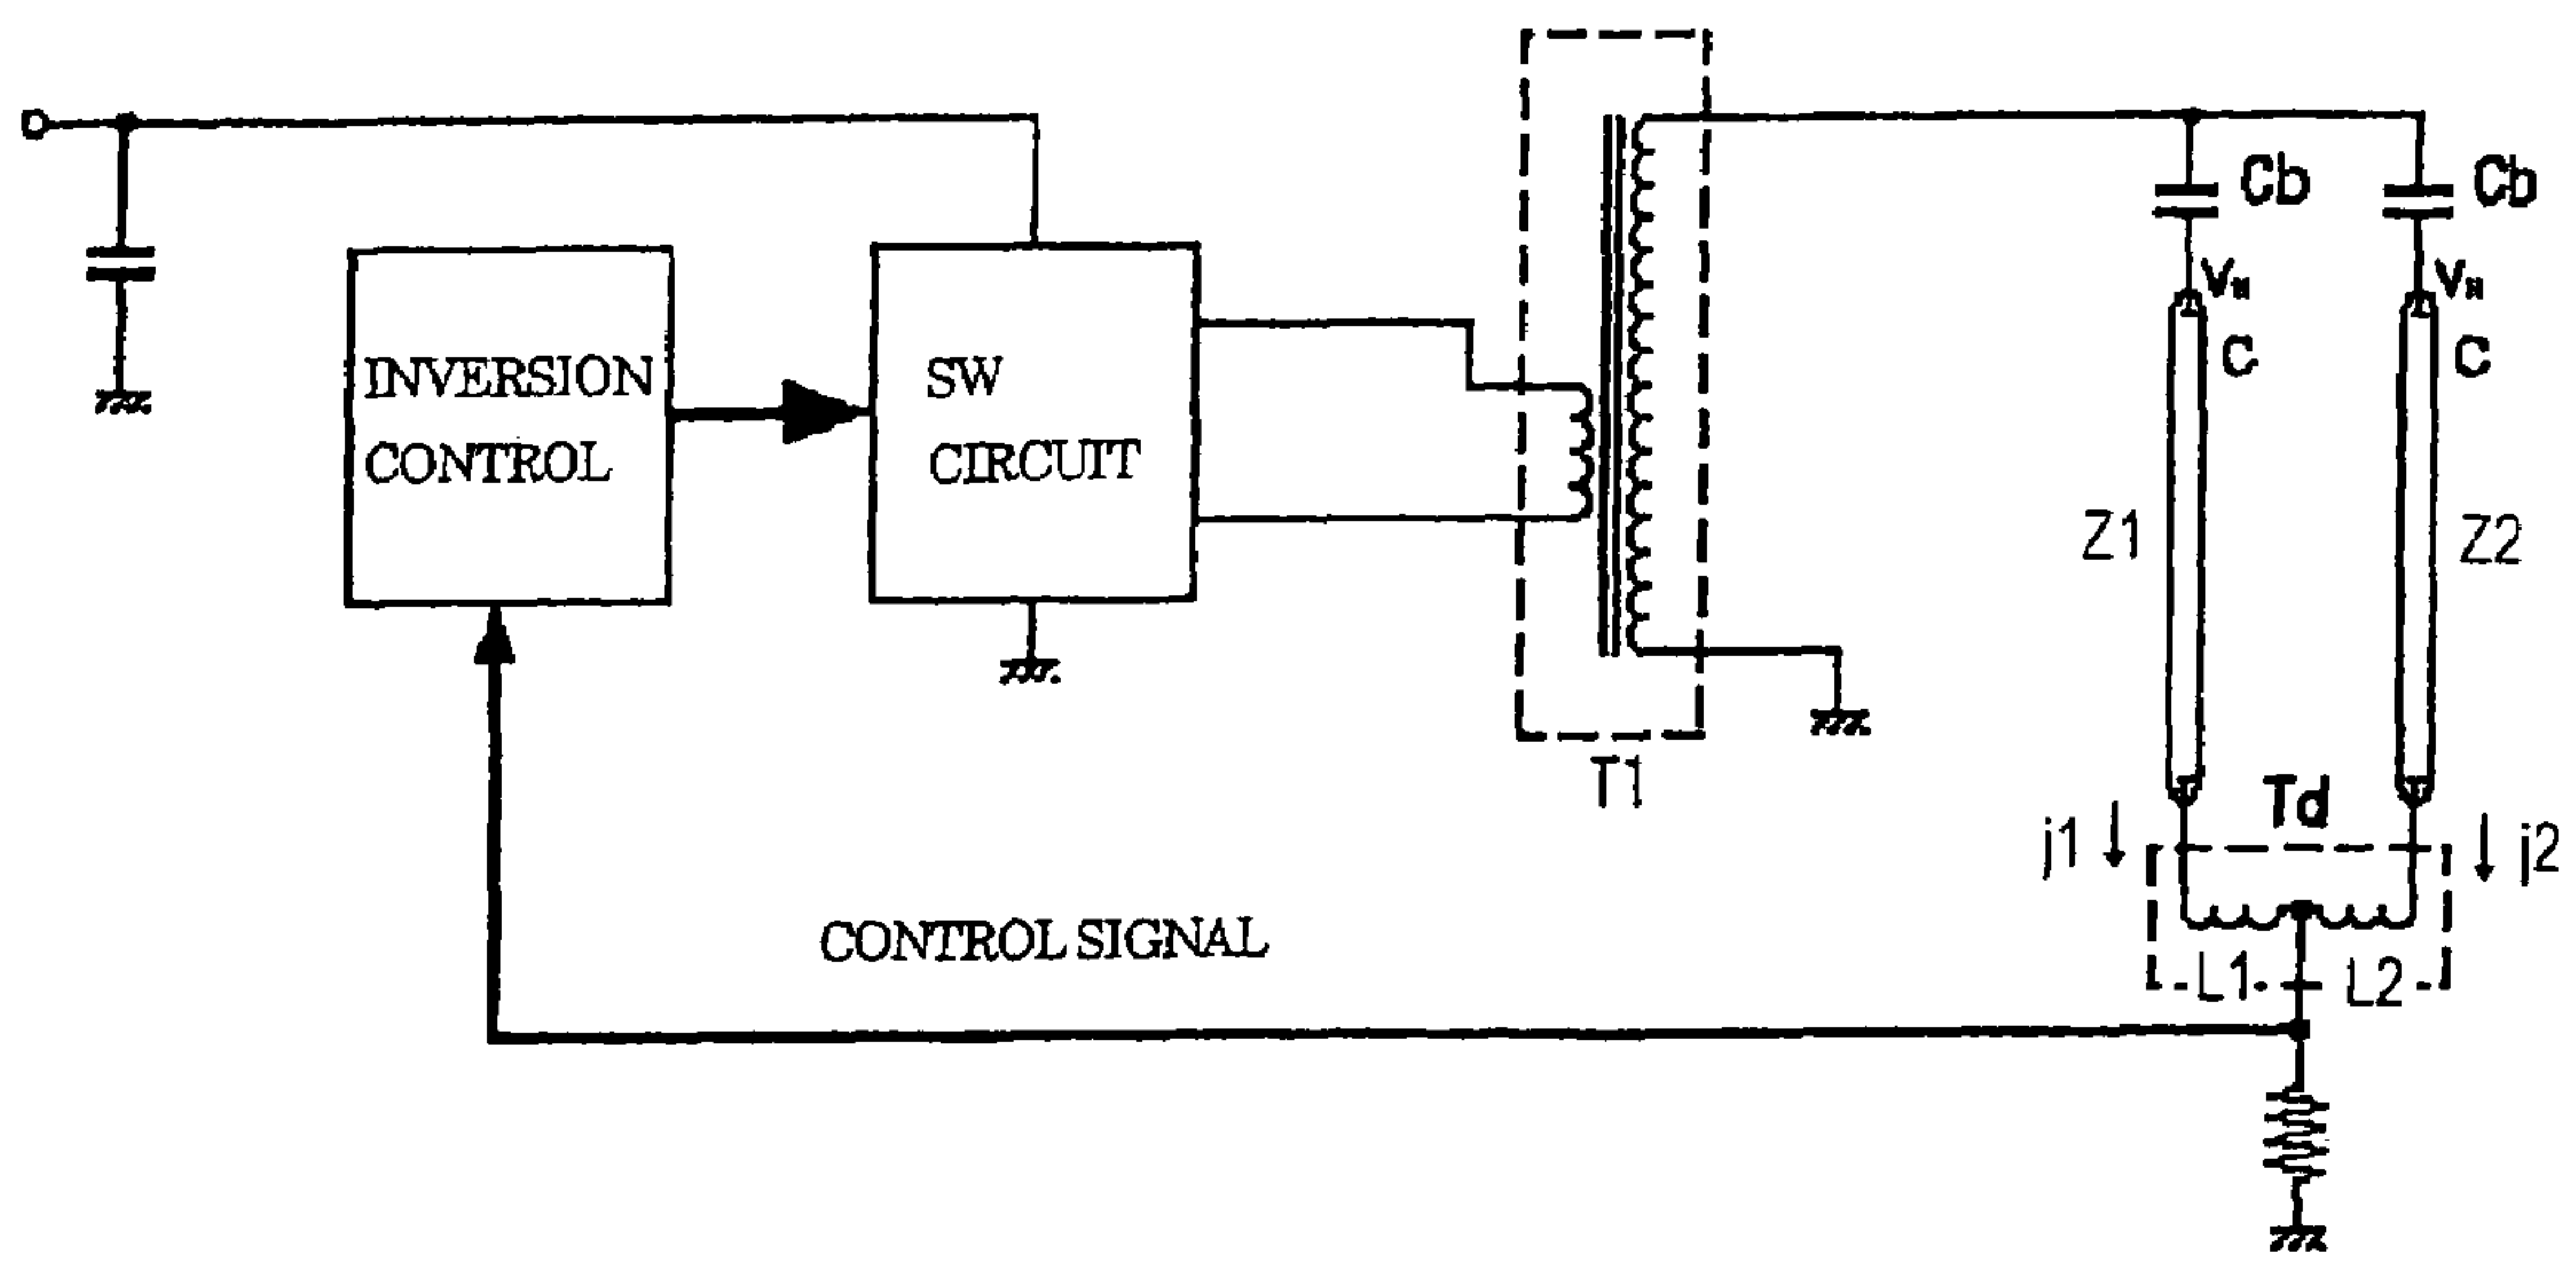 Cb
Cb
VH
VH
C
C
INVERSION
CONTROL
SW
CIRCUIT
Z1
Z2
T1
Td
j1
j2
CONTROL SIGNAL
L1
L2